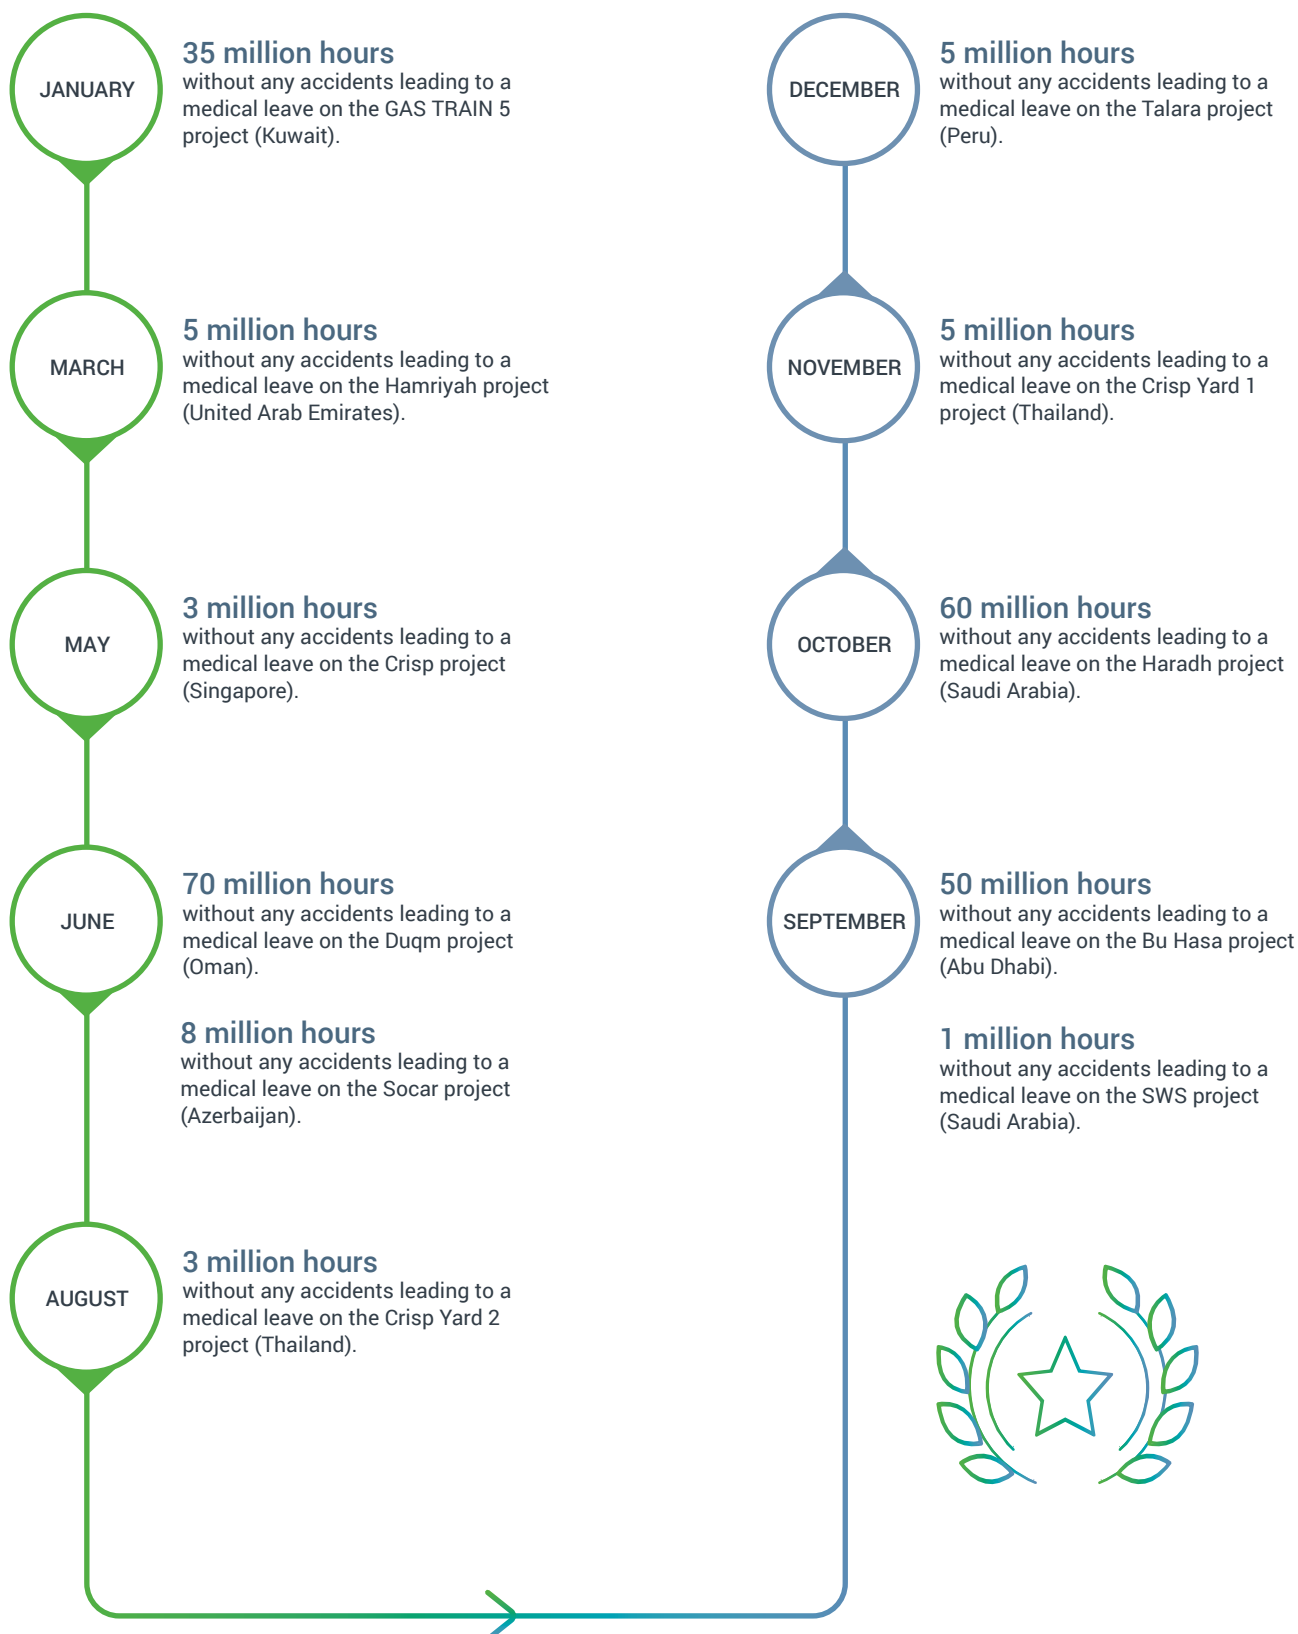 JANUARY
35 million hours
without any accidents leading to a
medical leave on the GAS TRAIN 5
project (Kuwait).
MARCH
5 million hours
without any accidents leading to a
medical leave on the Hamriyah project
(United Arab Emirates).
MAY
3 million hours
without any accidents leading to a
medical leave on the Crisp project
(Singapore).
JUNE
70 million hours
without any accidents leading to a
medical leave on the Duqm project
(Oman).
8 million hours
without any accidents leading to a
medical leave on the Socar project
(Azerbaijan).
AUGUST
3 million hours
without any accidents leading to a
medical leave on the Crisp Yard 2
project (Thailand).
SEPTEMBER
50 million hours
without any accidents leading to a
medical leave on the Bu Hasa project
(Abu Dhabi).
1 million hours
without any accidents leading to a
medical leave on the SWS project
(Saudi Arabia).
OCTOBER
60 million hours
without any accidents leading to a
medical leave on the Haradh project
(Saudi Arabia).
NOVEMBER
5 million hours
without any accidents leading to a
medical leave on the Crisp Yard 1
project (Thailand).
DECEMBER
5 million hours
without any accidents leading to a
medical leave on the Talara project
(Peru).